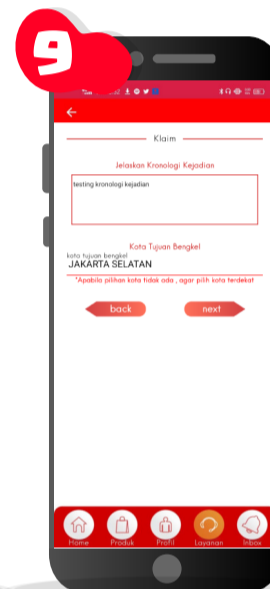 9
Klaim
Jelaskan Kronologi Kejadian
testing kronologi kejadian
Kota Tujuan Bengkel
kota tujuan bengkel
JAKARTA SELATAN
*Apabila pilihan kota tidak ada , agar pilih kota terdekat
back next
Home Produk Profil Layanan Inbox